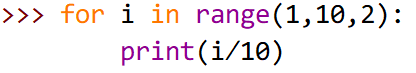 >>> for i in range(1,10,2):
        print(i/10)